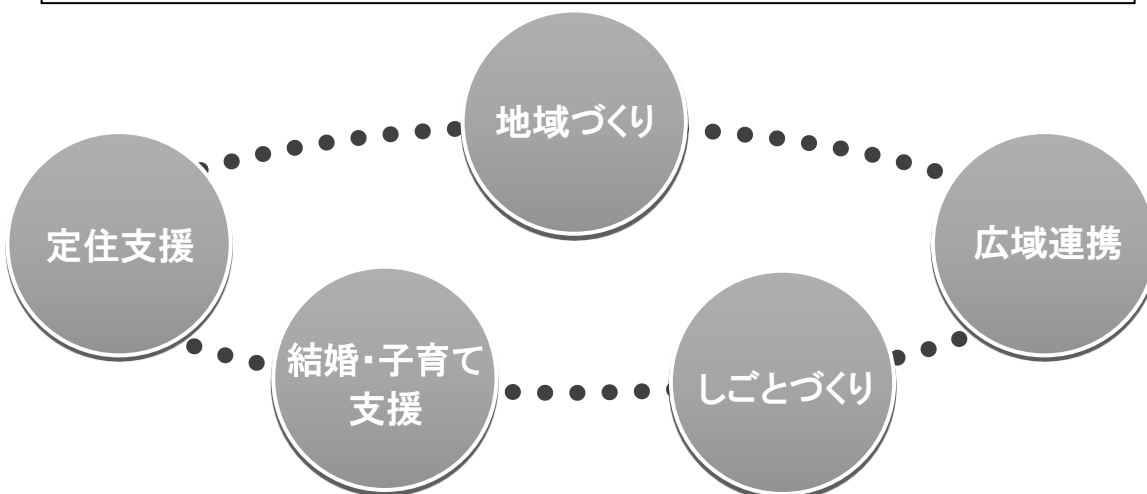 地域づくり
定住支援
広域連携
結婚・子育て
支援
しごとづくり